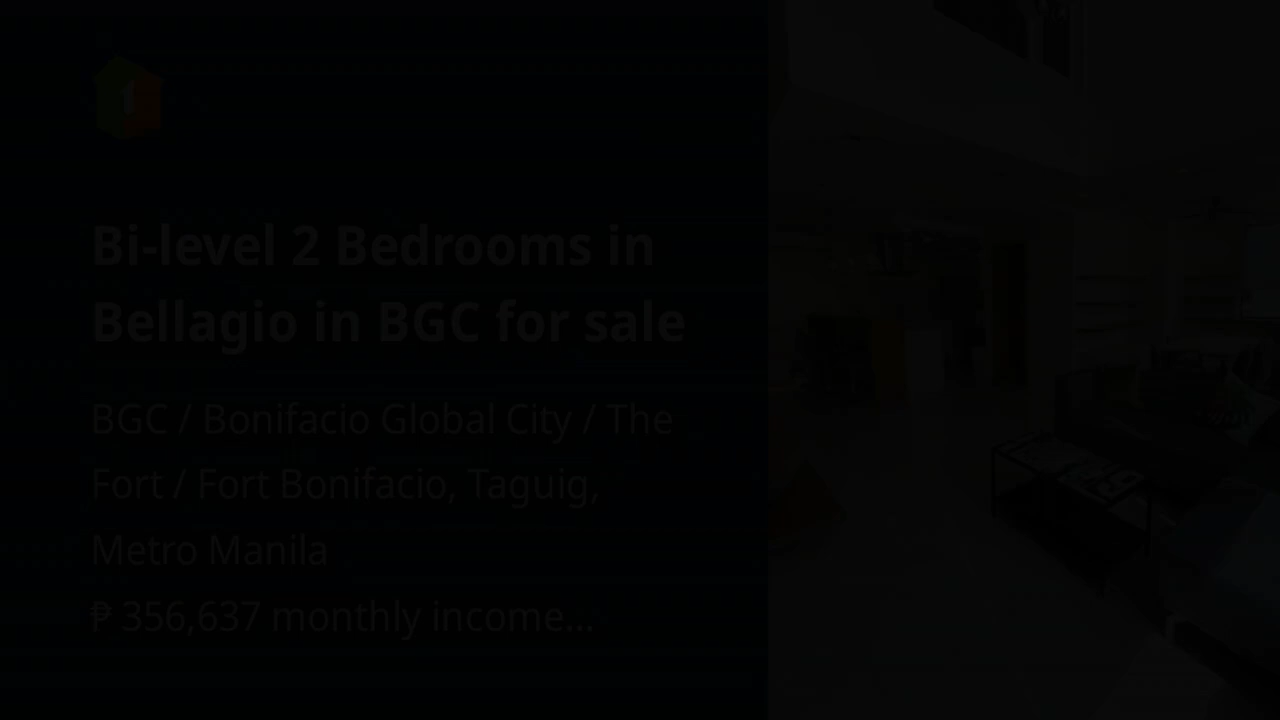 1
Bi-level 2 Bedrooms in
Bellagio in BGC for sale
BGC / Bonifacio Global City / The
Fort / Fort Bonifacio, Taguig,
Metro Manila
₱ 356,637 monthly income...